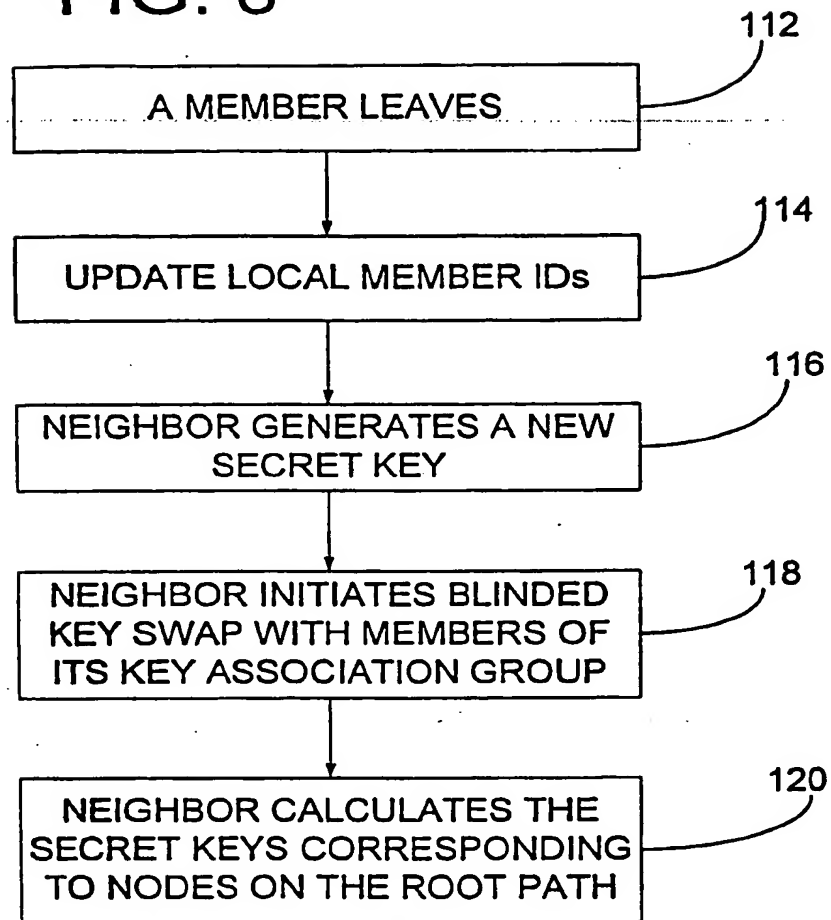 FIG.
112
A MEMBER LEAVES
114
UPDATE LOCAL MEMBER IDs
116
NEIGHBOR GENERATES A NEW
SECRET KEY
118
NEIGHBOR INITIATES BLINDED
KEY SWAP WITH MEMBERS OF
ITS KEY ASSOCIATION GROUP
120
NEIGHBOR CALCULATES THE
SECRET KEYS CORRESPONDING
TO NODES ON THE ROOT PATH